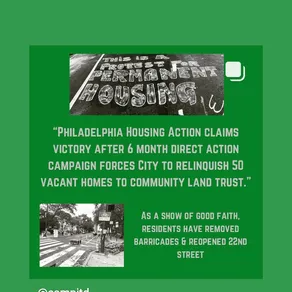 THIS IS A
PROTEST FOR
PERMANENT
HOUSING
"PHILADELPHIA HOUSING ACTION CLAIMS
VICTORY AFTER 6 MONTH DIRECT ACTION
CAMPAIGN FORCES CITY TO RELINQUISH 50
VACANT HOMES TO COMMUNITY LAND TRUST."
AS A SHOW OF GOOD FAITH,
RESIDENTS HAVE REMOVED
BARRICADES & REOPENED 22ND
STREET